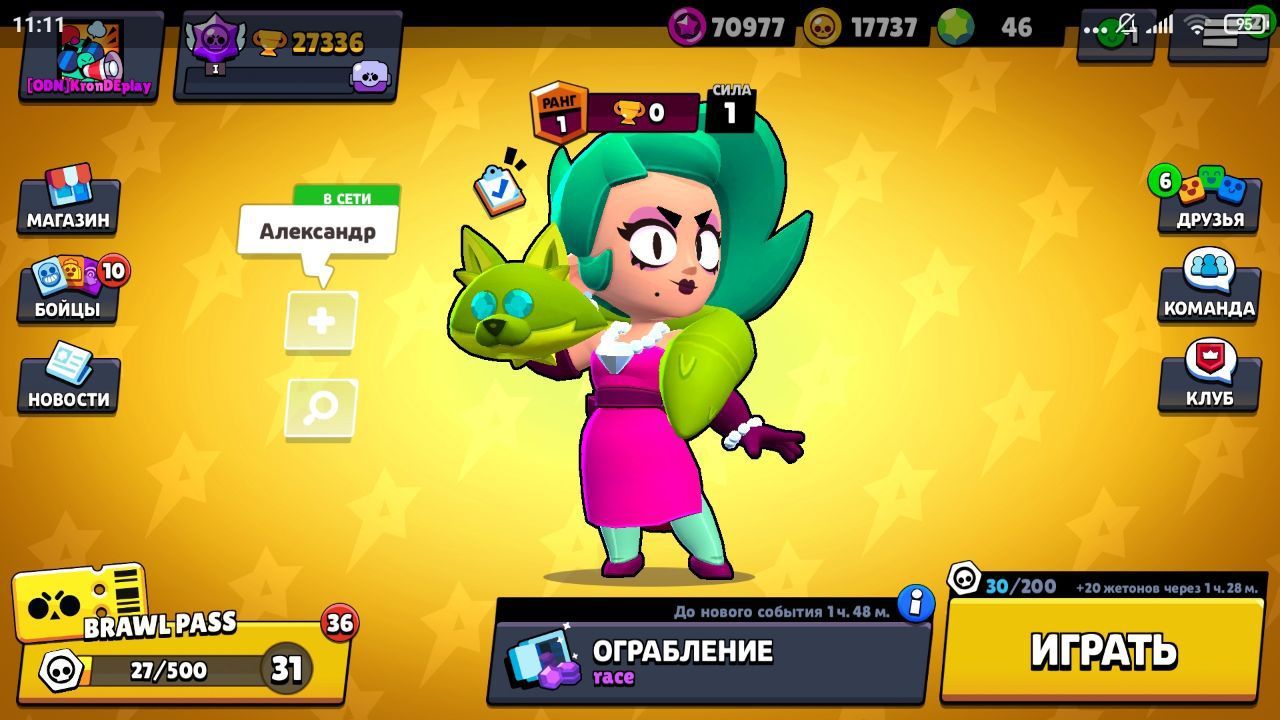 11:11
95
[ODN]KronDEplay
I
27336
70977
17737
46
1
РАНГ
1
0
СИЛА
1
МАГАЗИН
В СЕТИ
Александр
6
ДРУЗЬЯ
10
БОЙЦЫ
КОМАНДА
НОВОСТИ
КЛУБ
BRAWL PASS
36
27/500
31
До нового события 1 ч. 48 м.
i
ОГРАБЛЕНИЕ
race
30/200
+20 жетонов через 1 ч. 28 м.
ИГРАТЬ